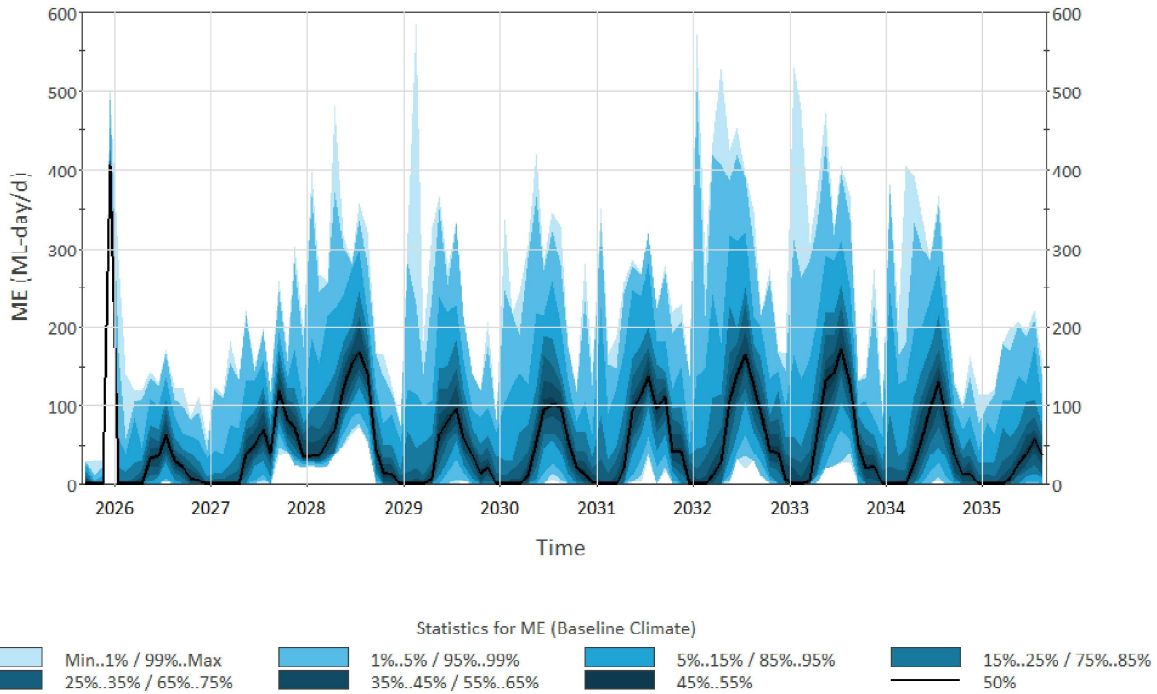 600 600
500 500
400 400
300 300
200 200
100 100
0 0
ME (ML-day/d)
2026 2027 2028 2029 2030 2031 2032 2033 2034 2035
Time
Statistics for ME (Baseline Climate)
Min..1% / 99%..Max 1%..5% / 95%..99% 5%..15% / 85%..95% 15%..25% / 75%..85%
25%..35% / 65%..75% 35%..45% / 55%..65% 45%..55% 50%